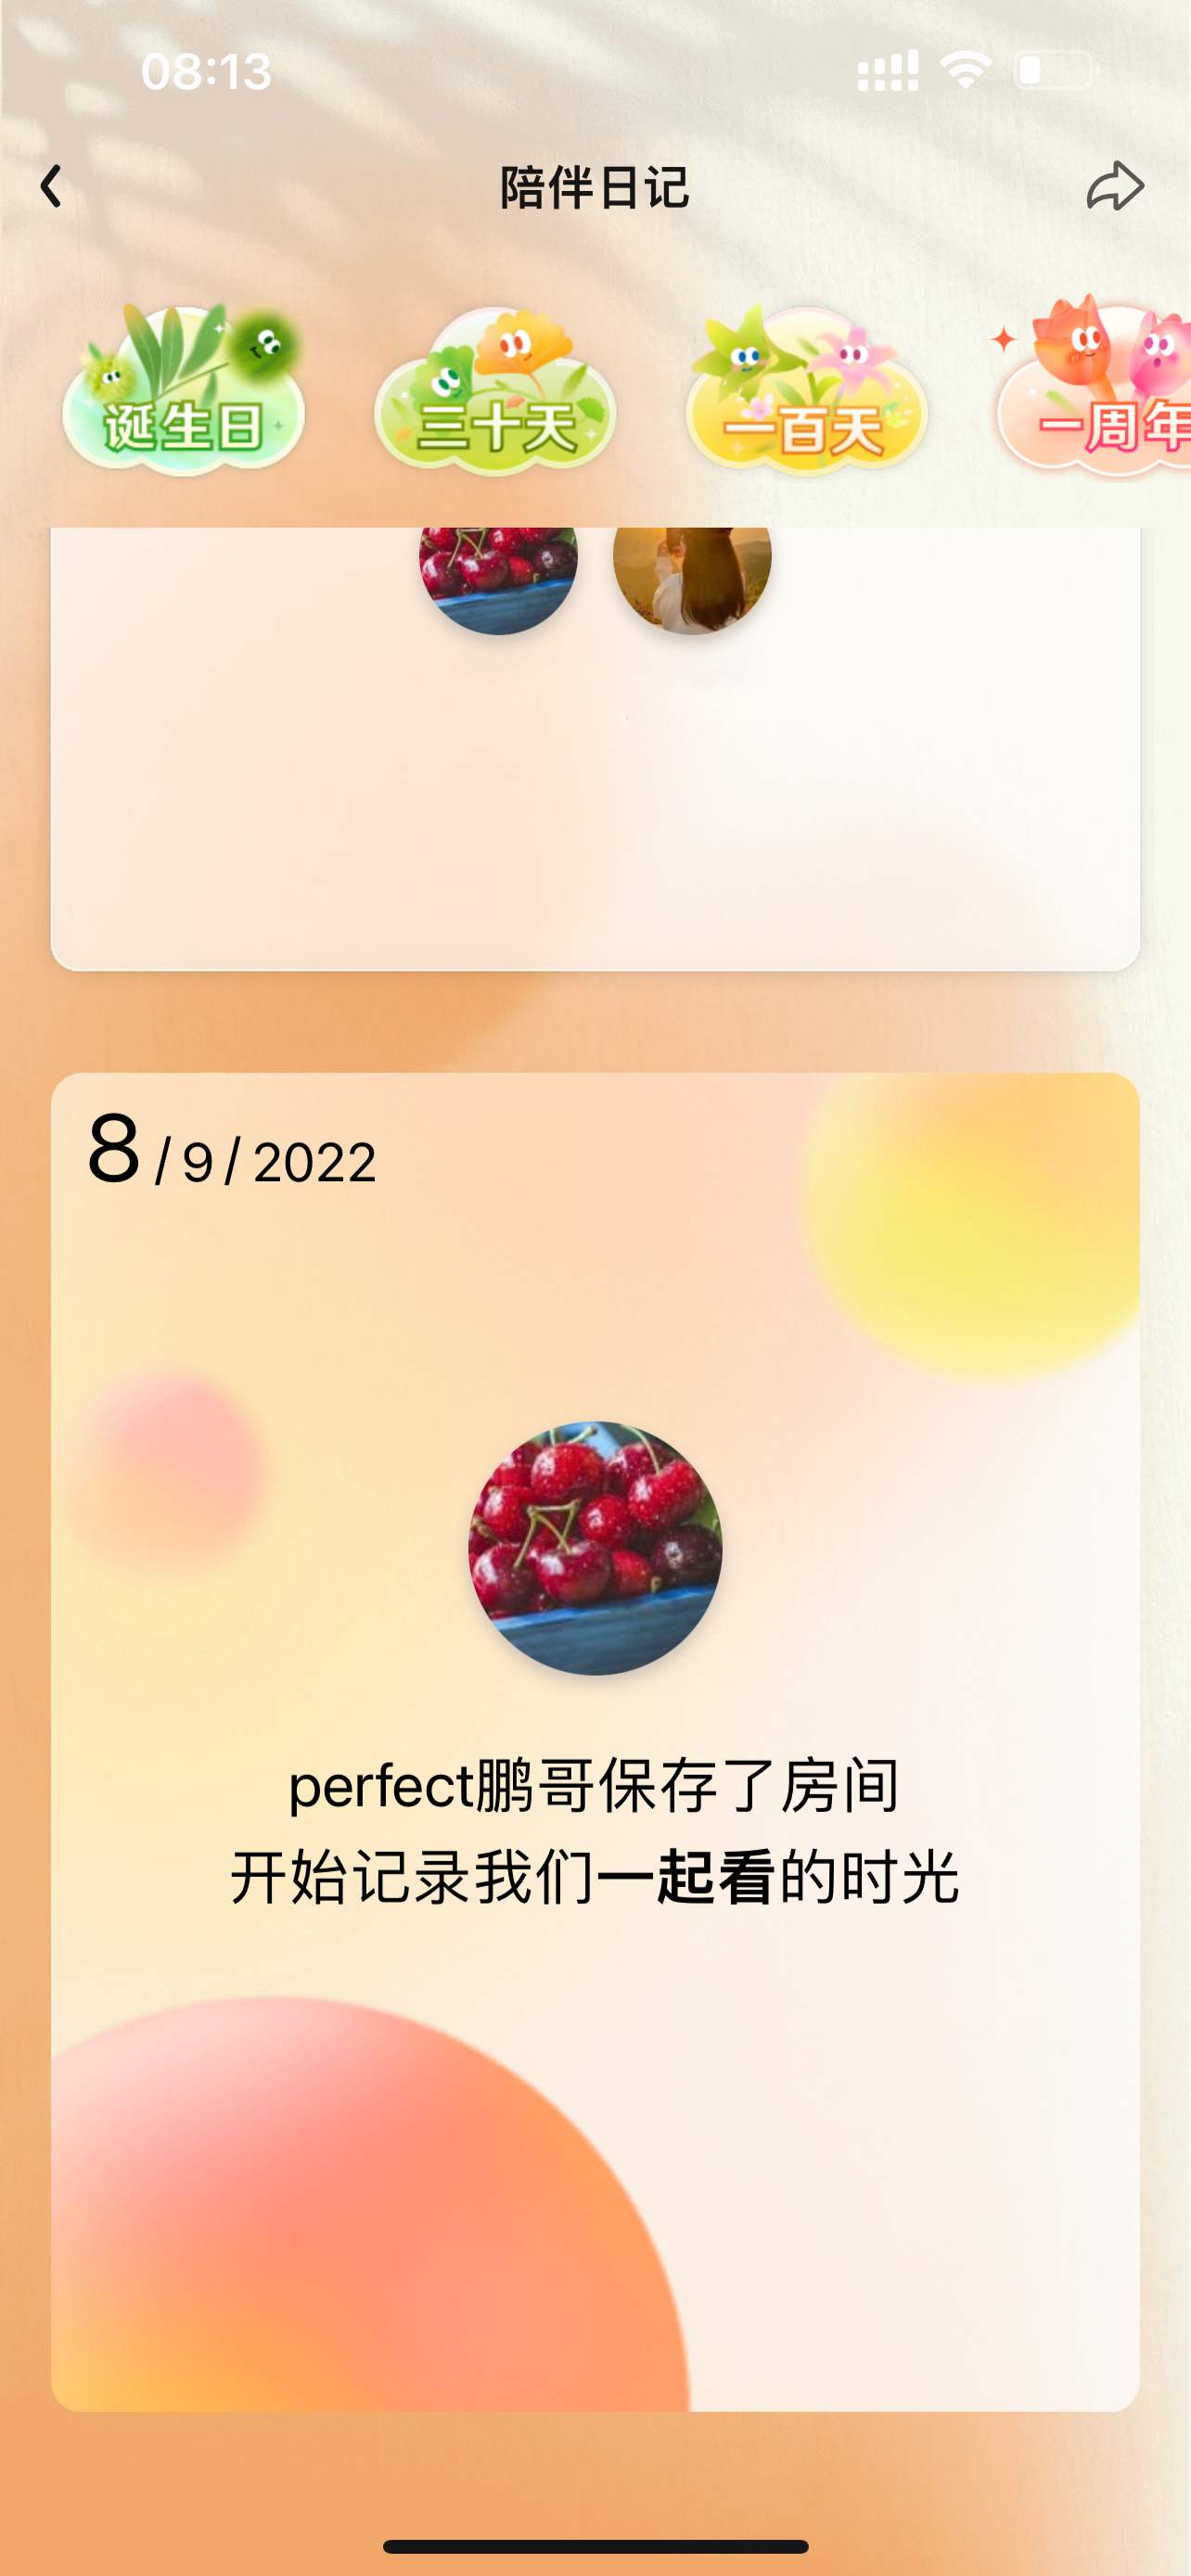 08:13
陪伴日记
诞生日
三十天
一百天
一周年
8/9/2022
perfect鹏哥保存了房间
开始记录我们一起看的时光